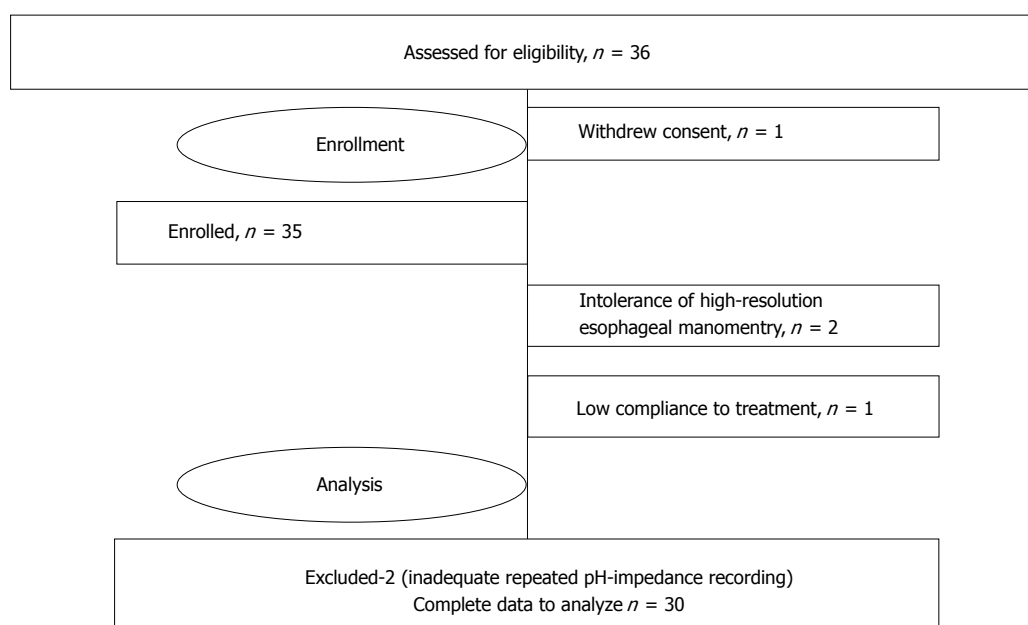 Assessed for eligibility, n = 36
Enrollment
Withdrew consent, n = 1
Enrolled, n = 35
Intolerance of high-resolution
esophageal manomentry, n = 2
Low compliance to treatment, n = 1
Analysis
Excluded-2 (inadequate repeated pH-impedance recording)
Complete data to analyze n = 30